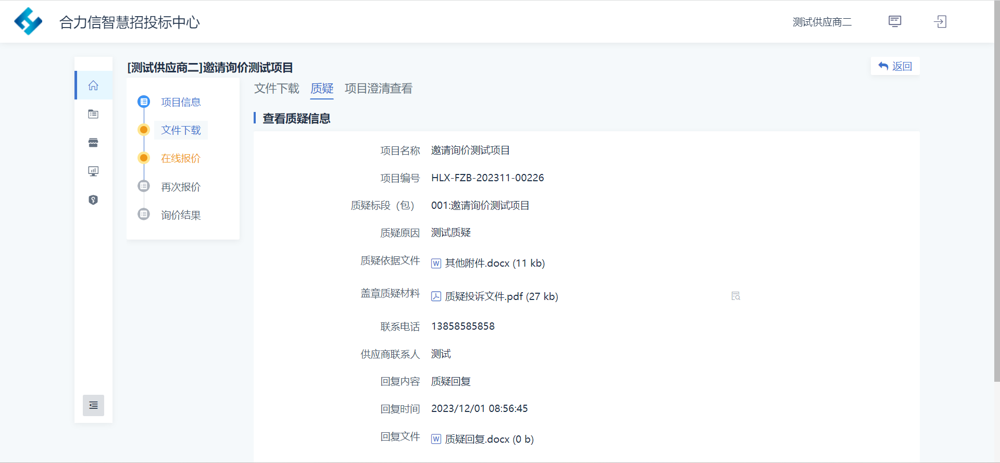 合力信智慧招投标中心
测试供应商二
[测试供应商二]邀请询价测试项目
返回
项目信息
文件下载
在线报价
再次报价
询价结果
文件下载 质疑 项目澄清查看
查看质疑信息
项目名称 邀请询价测试项目
项目编号 HLX-FZB-202311-00226
质疑标段（包） 001:邀请询价测试项目
质疑原因 测试质疑
质疑依据文件 其他附件.docx (11 kb)
盖章质疑材料 质疑投诉文件.pdf (27 kb)
联系电话 13858585858
供应商联系人 测试
回复内容 质疑回复
回复时间 2023/12/01 08:56:45
回复文件 质疑回复.docx (0 b)